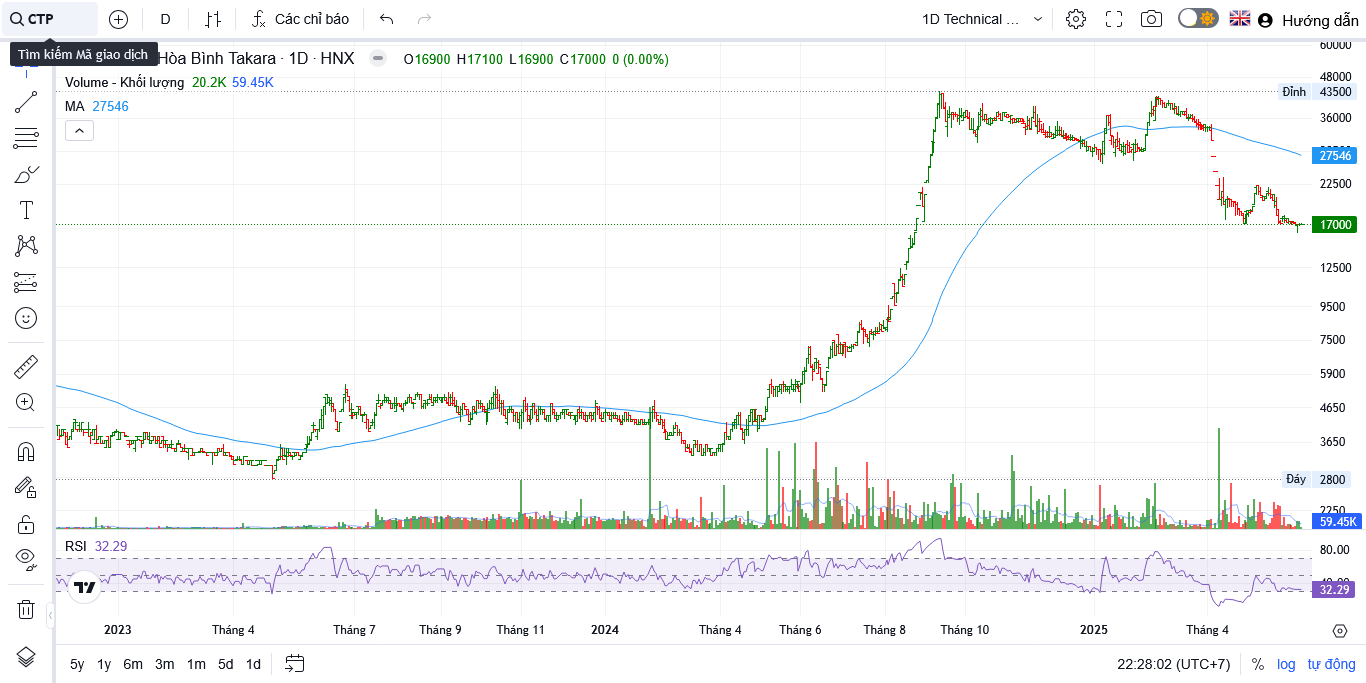 CTP D Các chỉ báo 1D Technical ... Hướng dẫn
Tìm kiếm Mã giao dịch
Hòa Bình Takara · 1D · HNX O16900 H17100 L16900 C17000 0 (0.00%)
Volume - Khối lượng 20.2K 59.45K
MA 27546
60000
48000
Đỉnh 43500
36000
27546
22500
17000
12500
9500
7500
5900
4650
3650
Đáy 2800
2250
59.45K
RSI 32.29
80.00
40.00
32.29
2023 Tháng 4 Tháng 7 Tháng 9 Tháng 11 2024 Tháng 4 Tháng 6 Tháng 8 Tháng 10 2025 Tháng 4
5y 1y 6m 3m 1m 5d 1d 22:28:02 (UTC+7) % log tự động